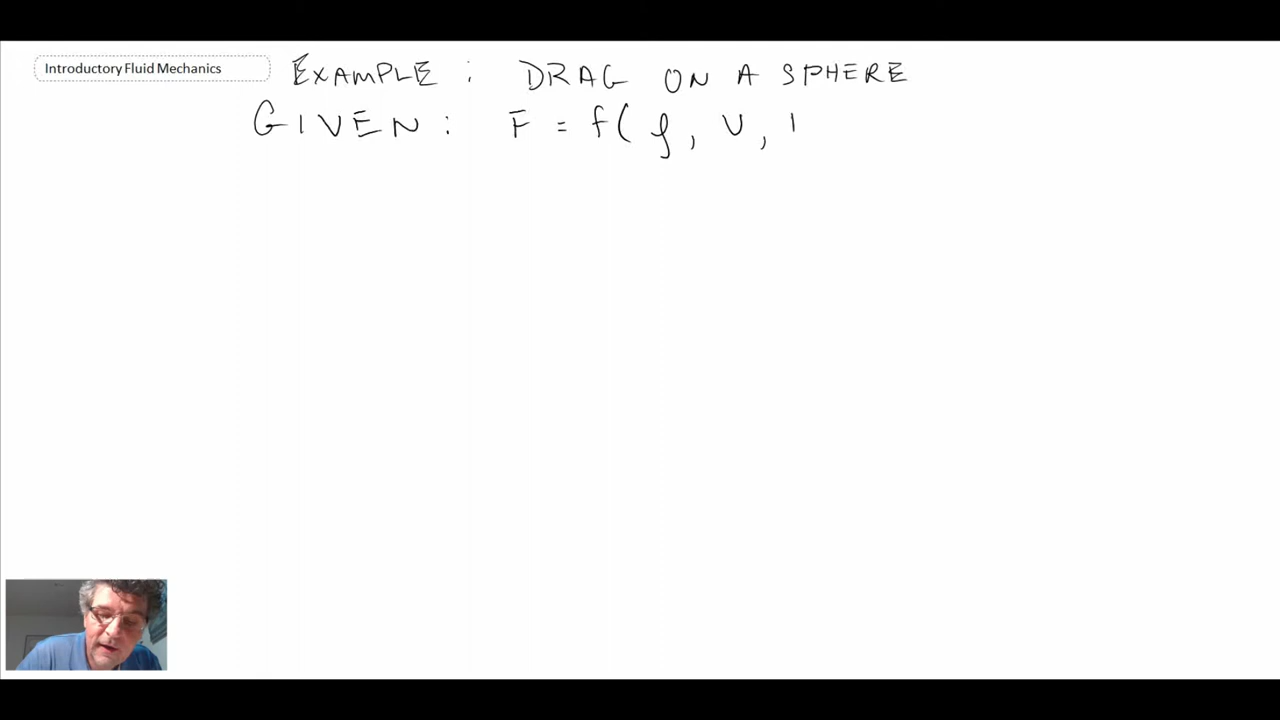 Introductory Fluid Mechanics
EXAMPLE : DRAG ON A SPHERE
GIVEN : F = f( ρ, V,